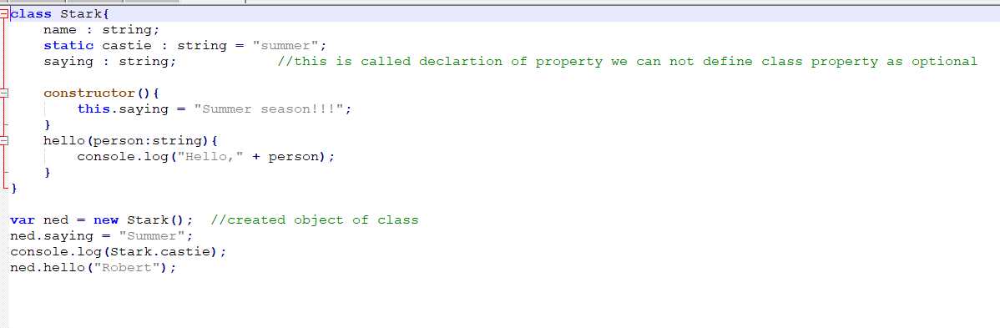 class Stark{
    name : string;
    static castie : string = "summer";
    saying : string;            //this is called declartion of property we can not define class property as optional
    constructor(){
        this.saying = "Summer season!!!";
    }
    hello(person:string){
        console.log("Hello," + person);
    }
}
var ned = new Stark();  //created object of class
ned.saying = "Summer";
console.log(Stark.castie);
ned.hello("Robert");